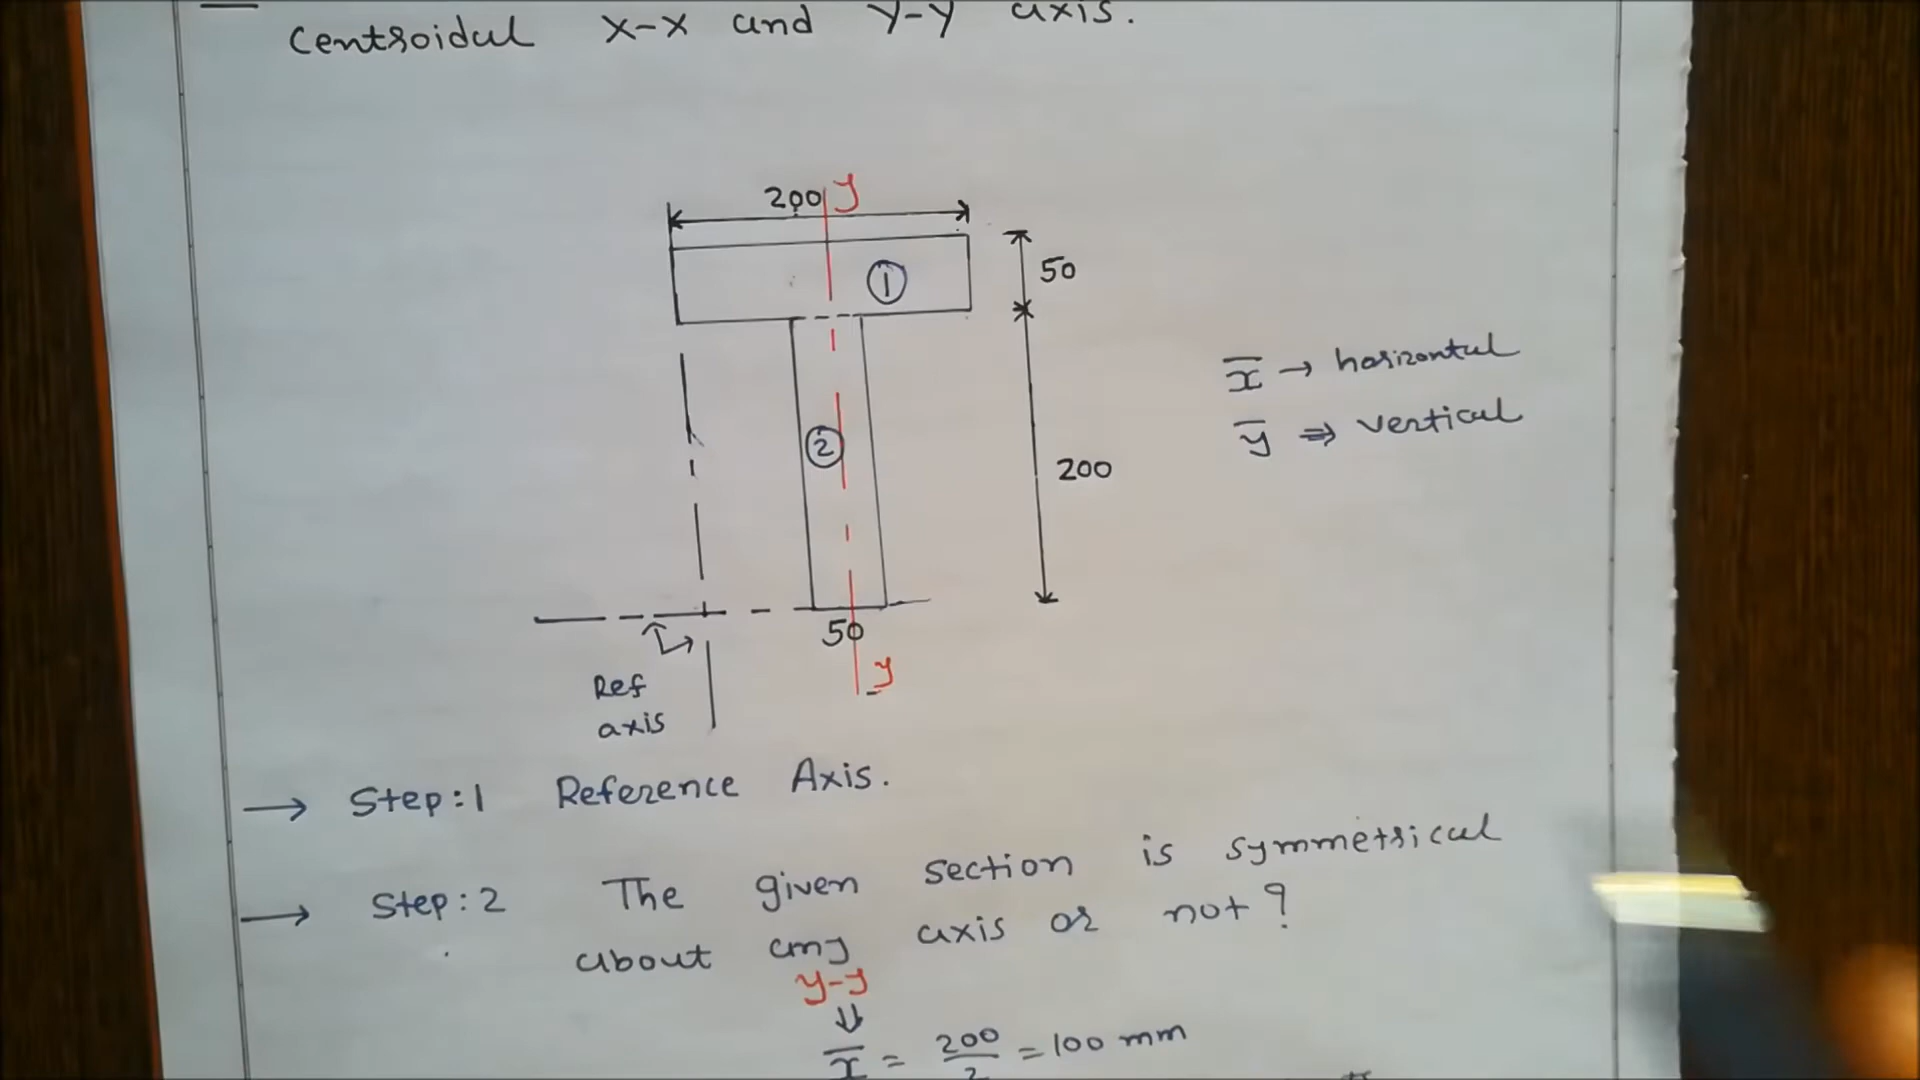 Centroidal X-X and Y-Y axis.
200 y
1
50
x̅ → horizontal
y̅ ⇒ vertical
2
200
50
y
Ref
axis
→ Step:1 Reference Axis.
→ Step:2 The given section is symmetrical
about any axis or not?
y-y
⇓
x̅ = 200/2 = 100 mm